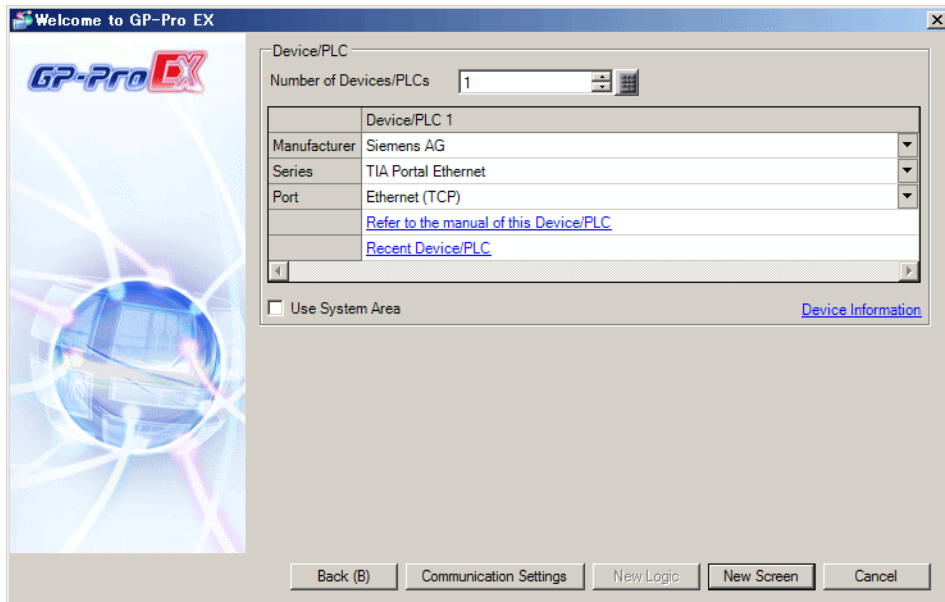 Welcome to GP-Pro EX
GP-Pro EX
Device/PLC
Number of Devices/PLCs 1
Device/PLC 1
Manufacturer Siemens AG
Series TIA Portal Ethernet
Port Ethernet (TCP)
Refer to the manual of this Device/PLC
Recent Device/PLC
Use System Area Device Information
Back (B) Communication Settings New Logic New Screen Cancel